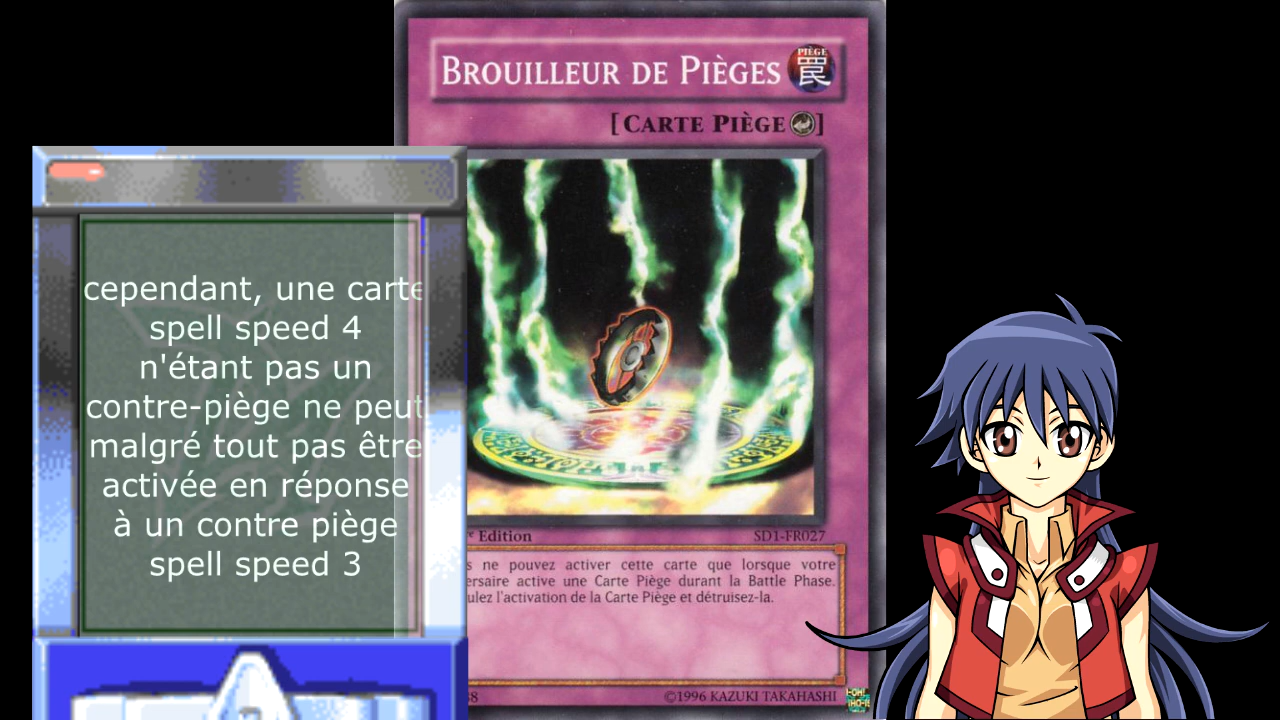 BROUILLEUR DE PIÈGES
PIÈGE
罠
[CARTE PIÈGE]
cependant, une carte
spell speed 4
n'étant pas un
contre-piège ne peut
malgré tout pas être
activée en réponse
à un contre piège
spell speed 3
Edition
SD1-FR027
ne pouvez activer cette carte que lorsque votre
active une Carte Piège durant la Battle Phase.
l'activation de la Carte Piège et détruisez-la.
©1996 KAZUKI TAKAHASHI